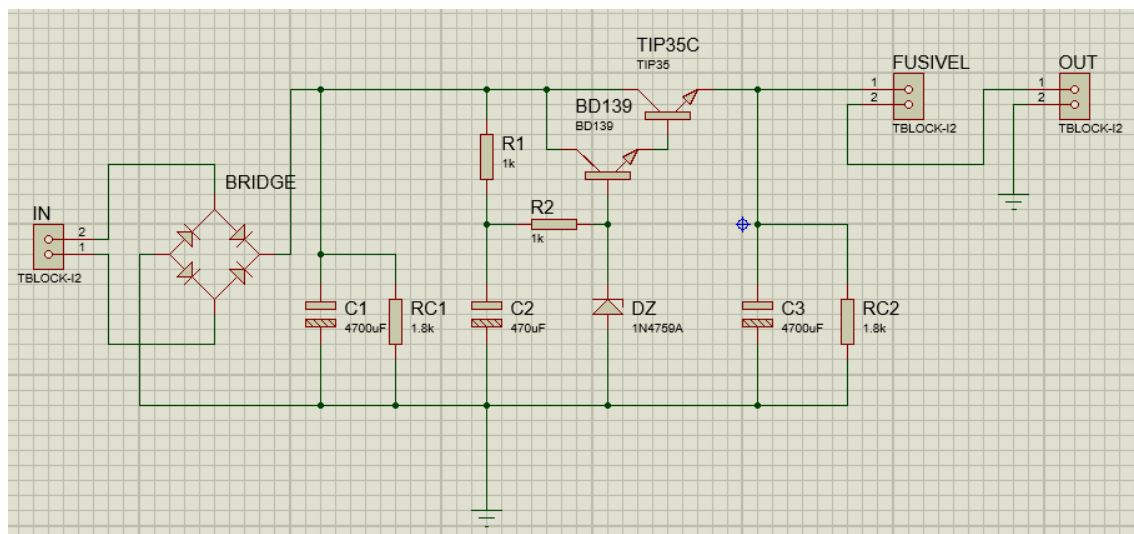 TIP35C
TIP35
FUSIVEL
1
2
TBLOCK-I2
OUT
1
2
TBLOCK-I2
BD139
BD139
R1
1k
BRIDGE
IN
2
1
TBLOCK-I2
R2
1k
C1
4700uF
RC1
1.8k
C2
470uF
DZ
1N4759A
C3
4700uF
RC2
1.8k